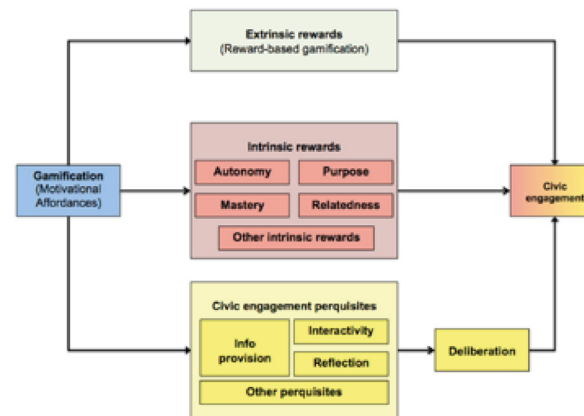 Extrinsic rewards
(Reward-based gamification)
Intrinsic rewards
Autonomy
Purpose
Mastery
Relatedness
Other intrinsic rewards
Gamification
(Motivational
Affordances)
Civic
engagement
Civic engagement perquisites
Info
provision
Interactivity
Reflection
Other perquisites
Deliberation